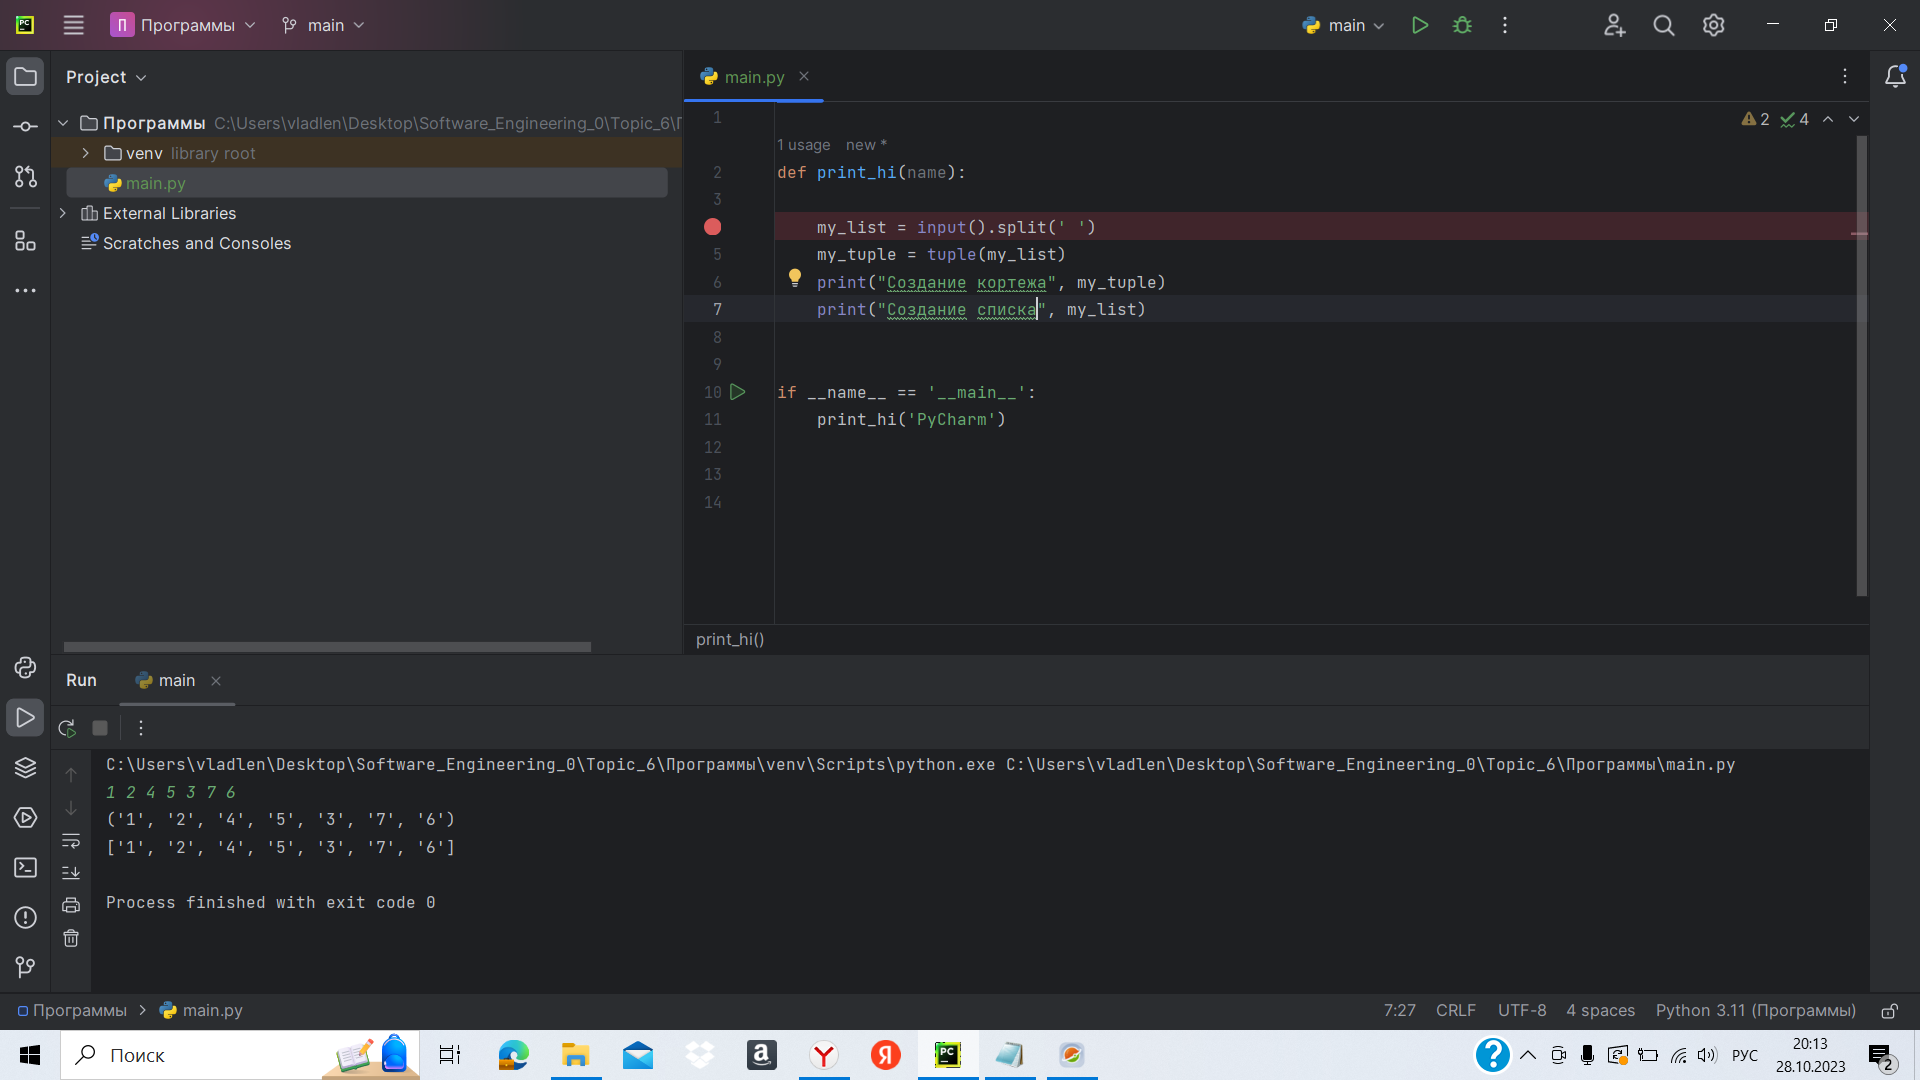 П Программы main
main
Project
main.py
Программы C:\Users\vladlen\Desktop\Software_Engineering_0\Topic_6\
venv library root
main.py
External Libraries
Scratches and Consoles
2 4
1
1 usage new *
2 def print_hi(name):
3
my_list = input().split(' ')
5 my_tuple = tuple(my_list)
6 print("Создание кортежа", my_tuple)
7 print("Создание списка", my_list)
8
9
10 if __name__ == '__main__':
11 print_hi('PyCharm')
12
13
14
print_hi()
Run main
C:\Users\vladlen\Desktop\Software_Engineering_0\Topic_6\Программы\venv\Scripts\python.exe C:\Users\vladlen\Desktop\Software_Engineering_0\Topic_6\Программы\main.py
1 2 4 5 3 7 6
('1', '2', '4', '5', '3', '7', '6')
['1', '2', '4', '5', '3', '7', '6']
Process finished with exit code 0
Программы main.py
7:27 CRLF UTF-8 4 spaces Python 3.11 (Программы)
Поиск
РУС
20:13
28.10.2023
2